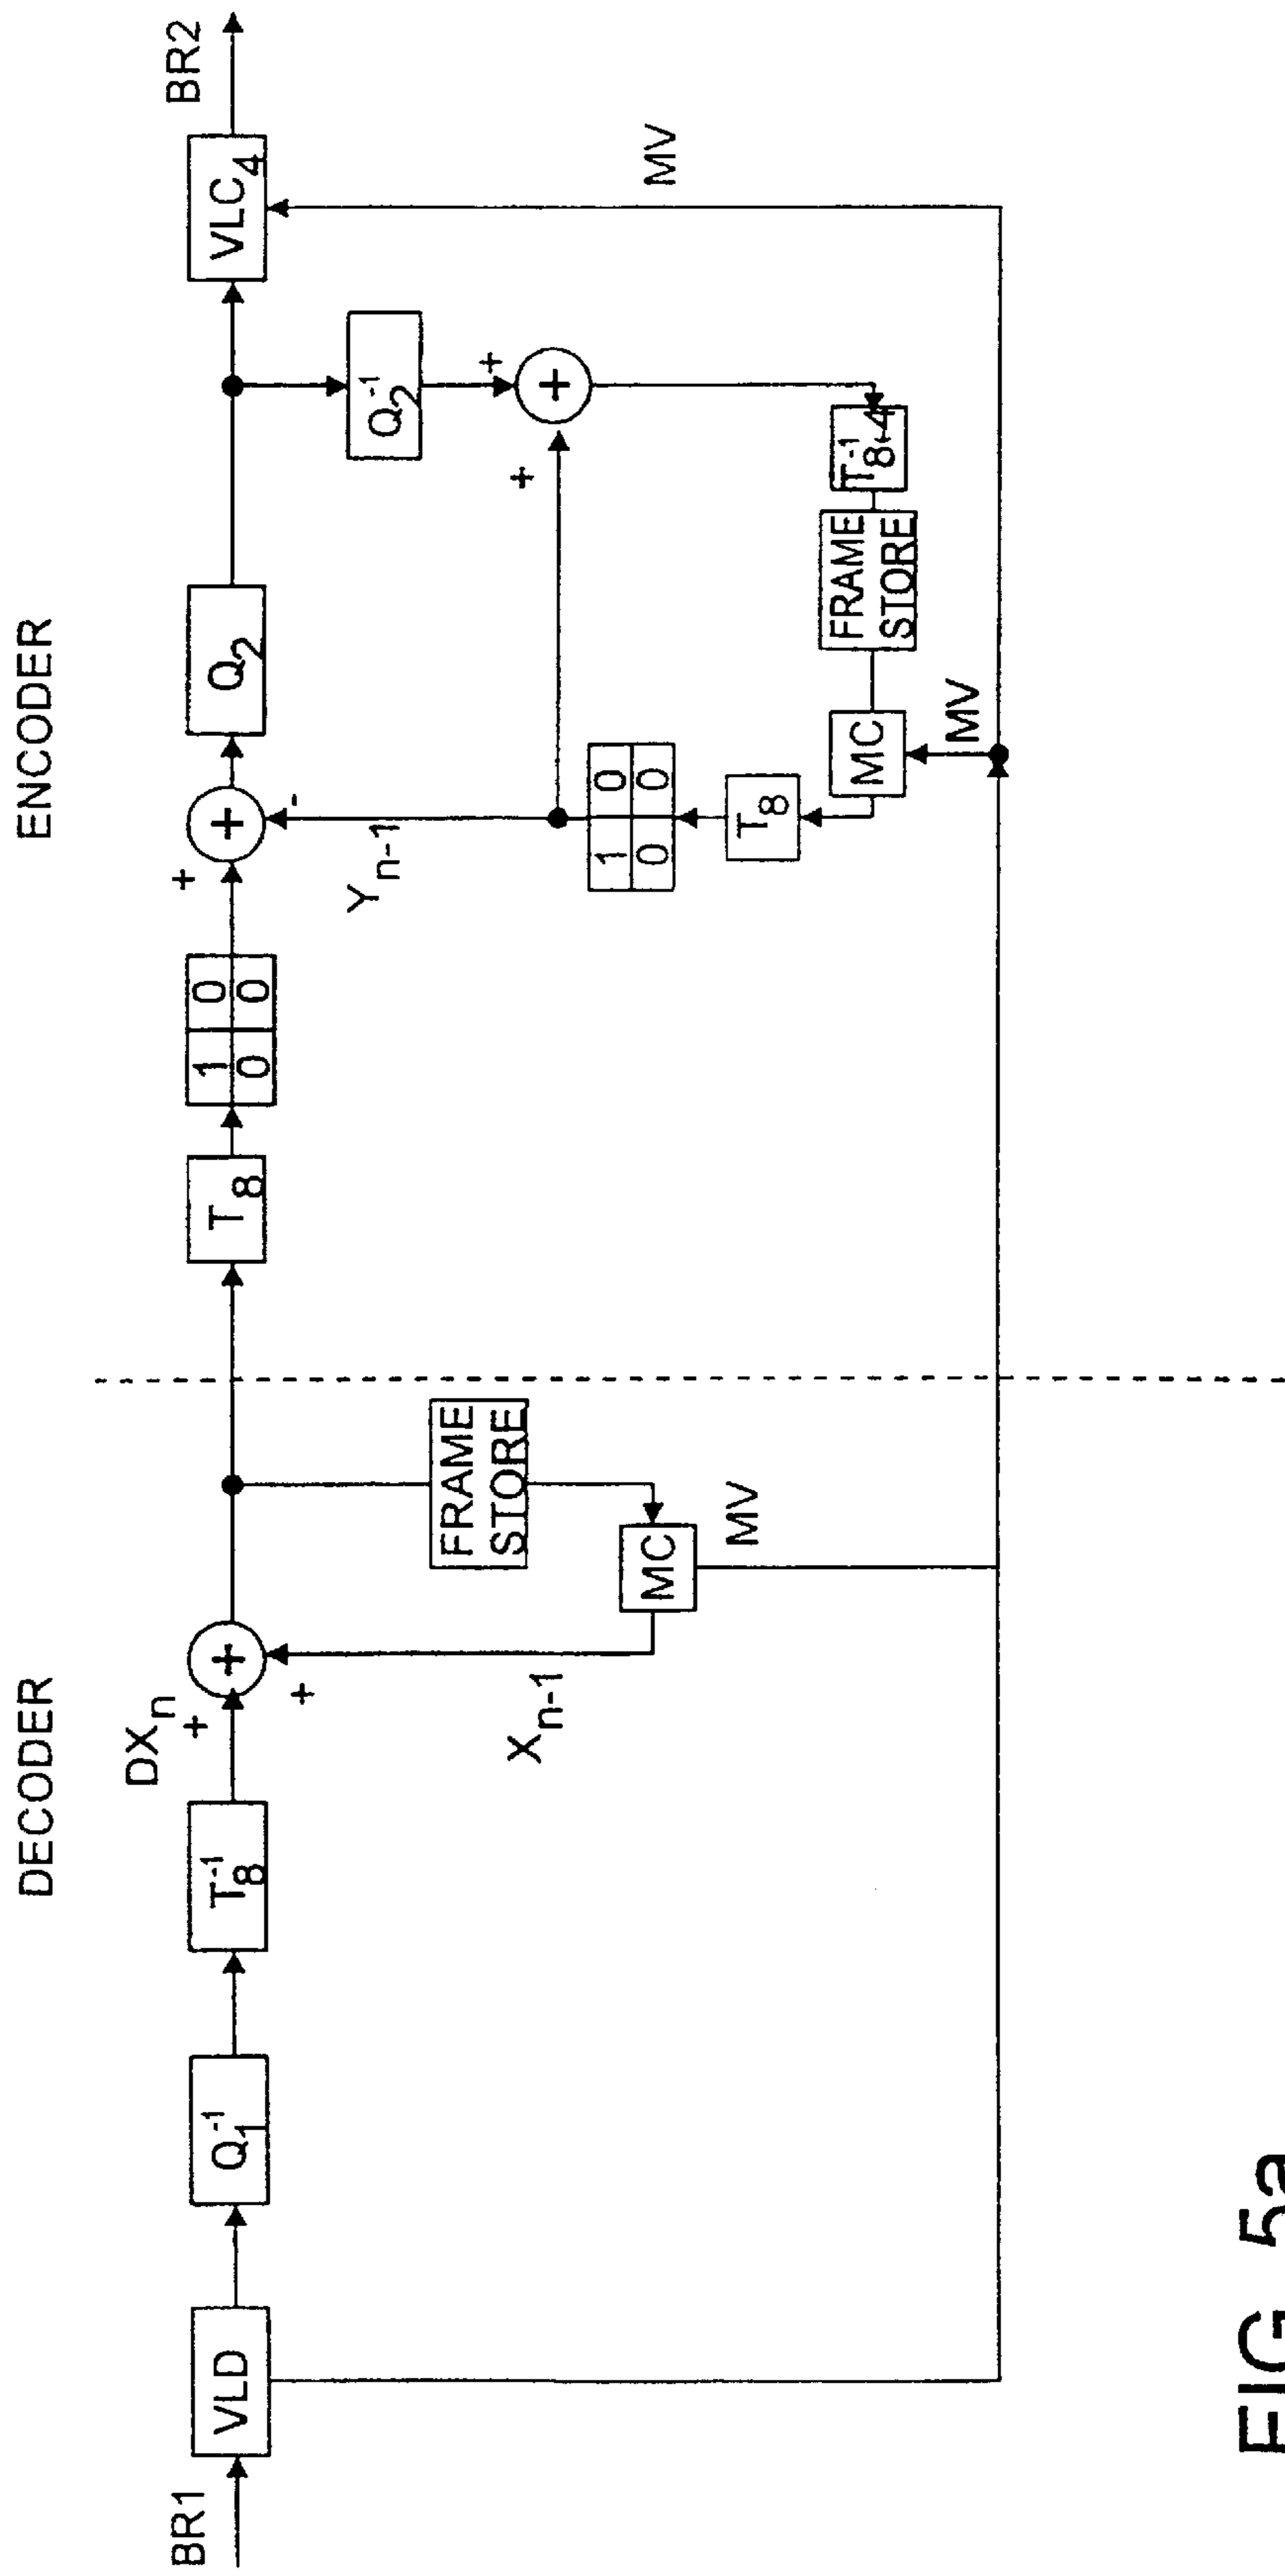 DECODER
ENCODER
BR1
VLD
Q1-1
T8-1
DXn
+
+
+
Xn-1
FRAME
STORE
MC
MV
T8
1 0
0 0
+
+
-
Yn-1
Q2
VLC4
BR2
Q2-1
+
+
+
T8-4-1
FRAME
STORE
MC
MV
T8
1 0
0 0
MV
FIG. 5a